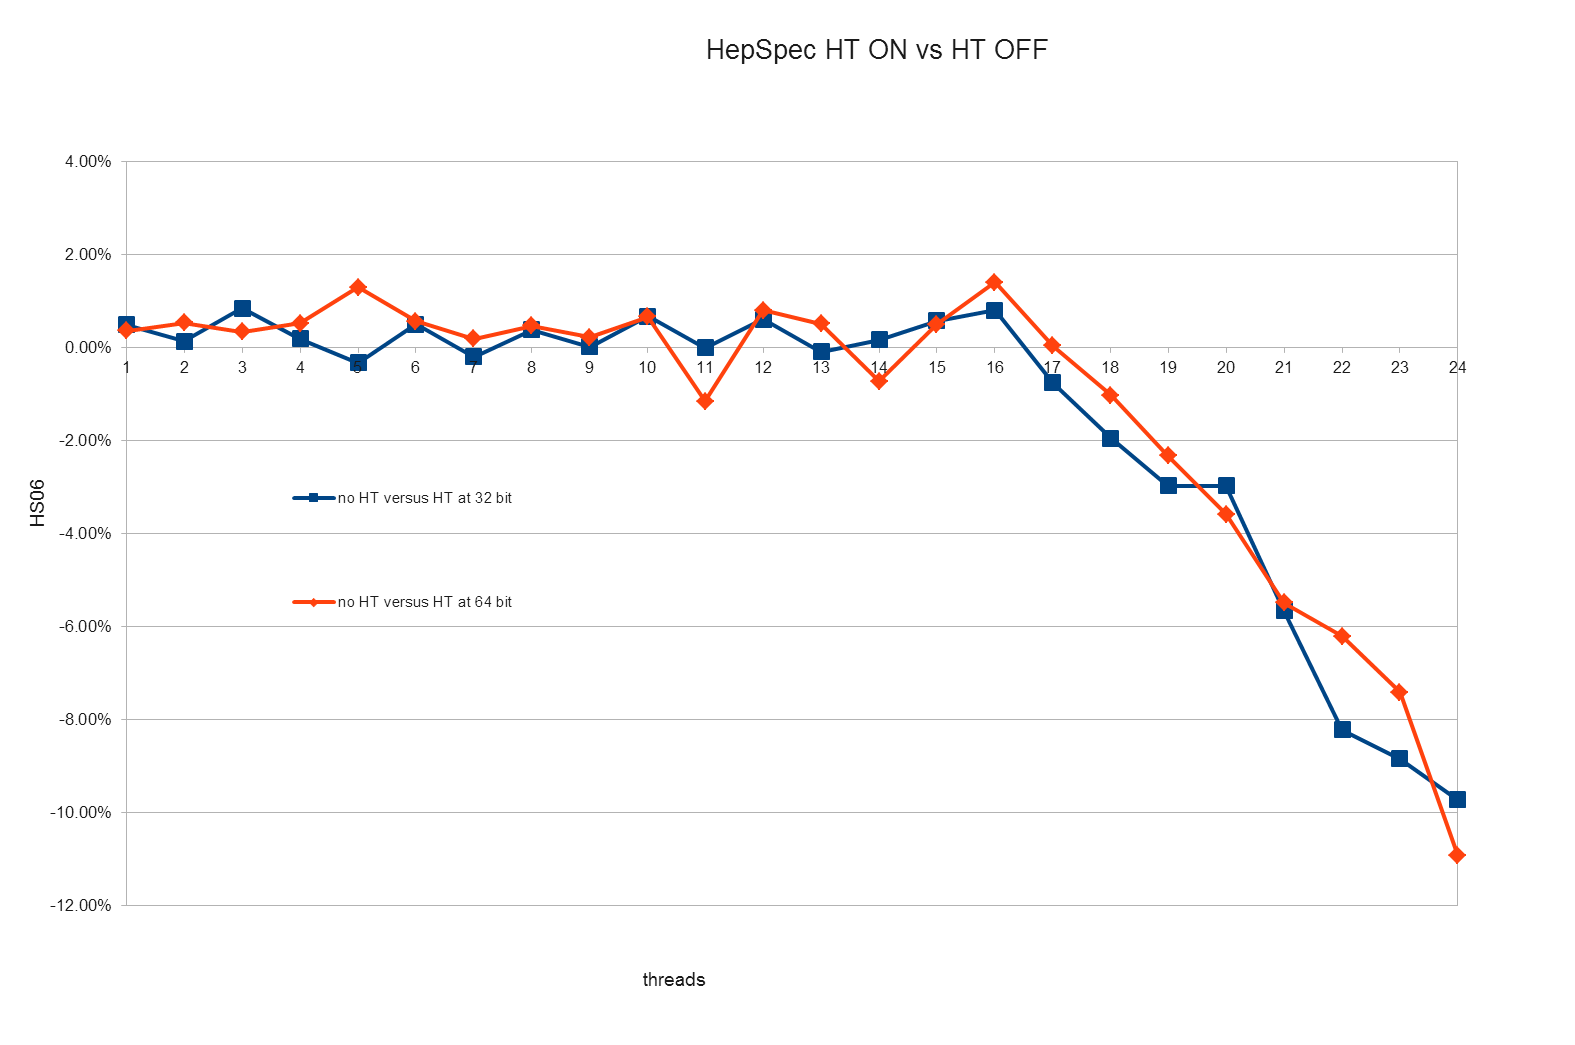 HepSpec HT ON vs HT OFF
4.00%
2.00%
0.00%
1 2 3 4 5 6 7 8 9 10 11 12 13 14 15 16 17 18 19 20 21 22 23 24
-2.00%
HS06
no HT versus HT at 32 bit
-4.00%
no HT versus HT at 64 bit
-6.00%
-8.00%
-10.00%
-12.00%
threads